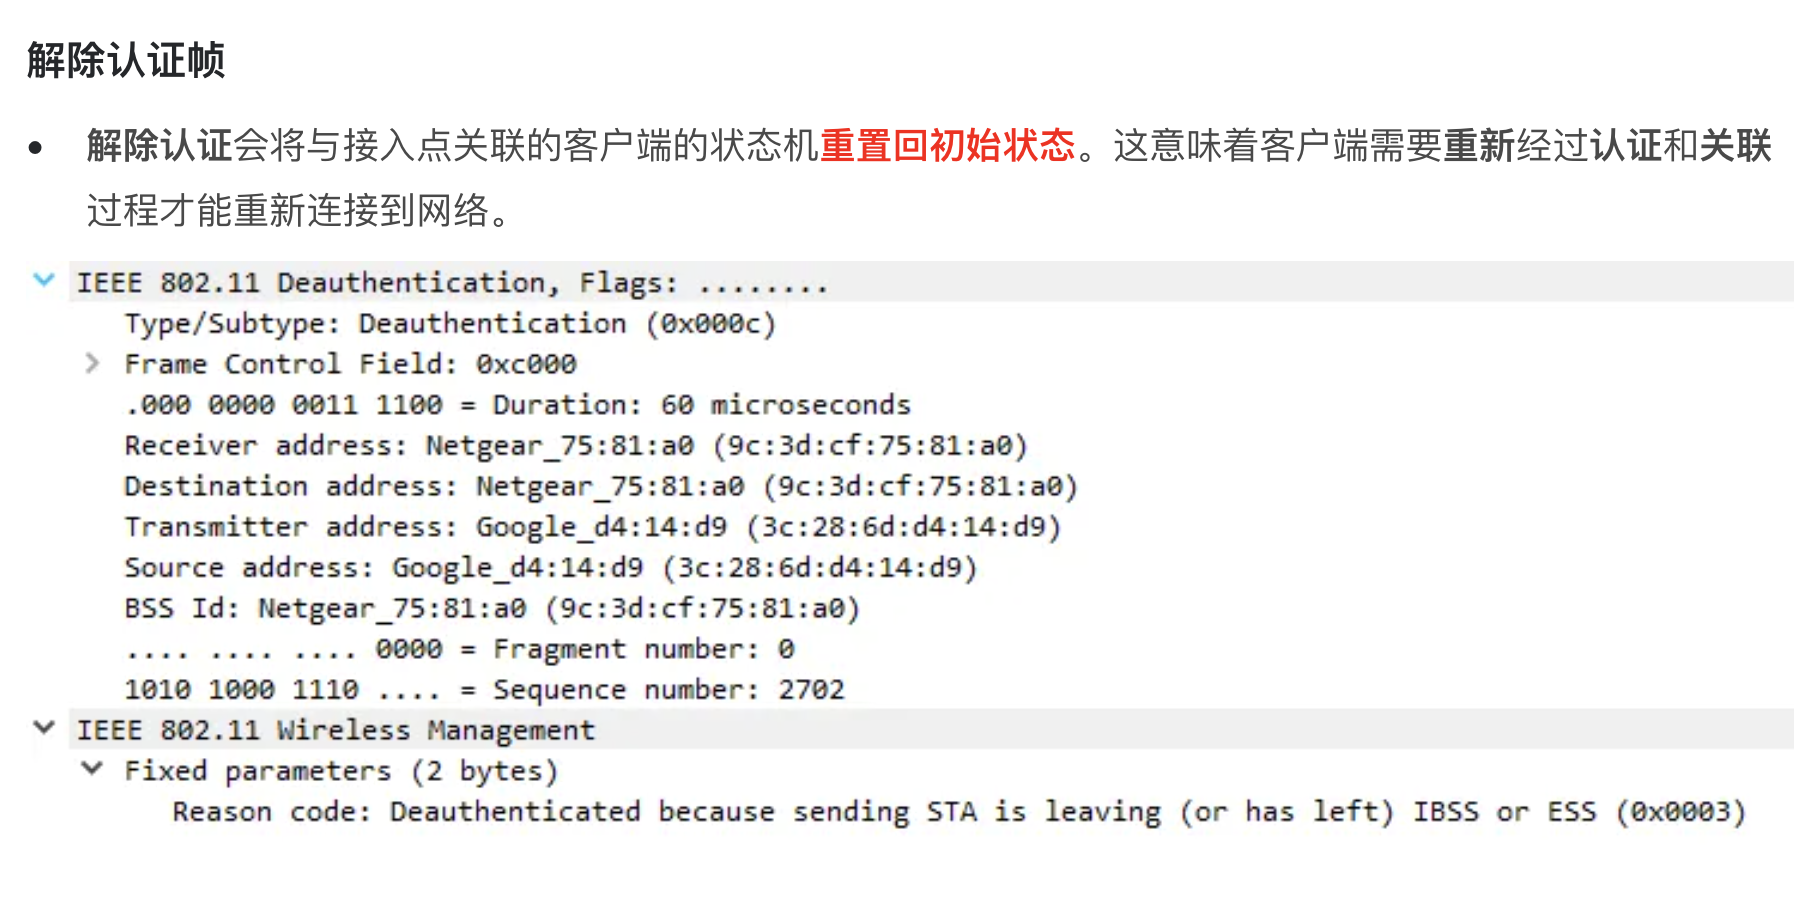 解除认证帧
• 解除认证会将与接入点关联的客户端的状态机重置回初始状态。这意味着客户端需要重新经过认证和关联
过程才能重新连接到网络。
IEEE 802.11 Deauthentication, Flags: ........
Type/Subtype: Deauthentication (0x000c)
Frame Control Field: 0xc000
.000 0000 0011 1100 = Duration: 60 microseconds
Receiver address: Netgear_75:81:a0 (9c:3d:cf:75:81:a0)
Destination address: Netgear_75:81:a0 (9c:3d:cf:75:81:a0)
Transmitter address: Google_d4:14:d9 (3c:28:6d:d4:14:d9)
Source address: Google_d4:14:d9 (3c:28:6d:d4:14:d9)
BSS Id: Netgear_75:81:a0 (9c:3d:cf:75:81:a0)
.... .... .... 0000 = Fragment number: 0
1010 1000 1110 .... = Sequence number: 2702
IEEE 802.11 Wireless Management
Fixed parameters (2 bytes)
Reason code: Deauthenticated because sending STA is leaving (or has left) IBSS or ESS (0x0003)